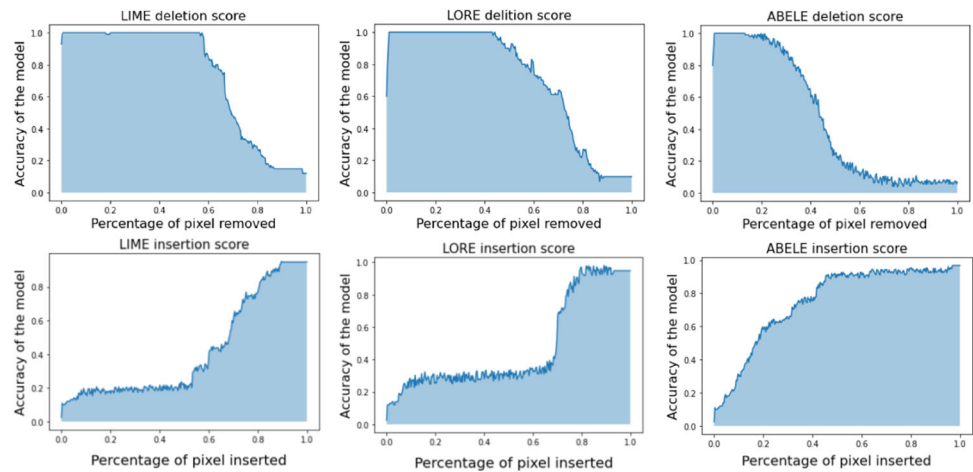 LIME deletion score
Accuracy of the model
1.0
0.8
0.6
0.4
0.2
0.0
0.0 0.2 0.4 0.6 0.8 1.0
Percentage of pixel removed
LORE delition score
Accuracy of the model
1.0
0.8
0.6
0.4
0.2
0.0
0.0 0.2 0.4 0.6 0.8 1.0
Percentage of pixel removed
ABELE deletion score
Accuracy of the model
1.0
0.8
0.6
0.4
0.2
0.0
0.0 0.2 0.4 0.6 0.8 1.0
Percentage of pixel removed
LIME insertion score
Accuracy of the model
0.8
0.6
0.4
0.2
0.0
0.0 0.2 0.4 0.6 0.8 1.0
Percentage of pixel inserted
LORE insertion score
Accuracy of the model
1.0
0.8
0.6
0.4
0.2
0.0
0.0 0.2 0.4 0.6 0.8 1.0
Percentage of pixel inserted
ABELE insertion score
Accuracy of the model
1.0
0.8
0.6
0.4
0.2
0.0
0.0 0.2 0.4 0.6 0.8 1.0
Percentage of pixel inserted